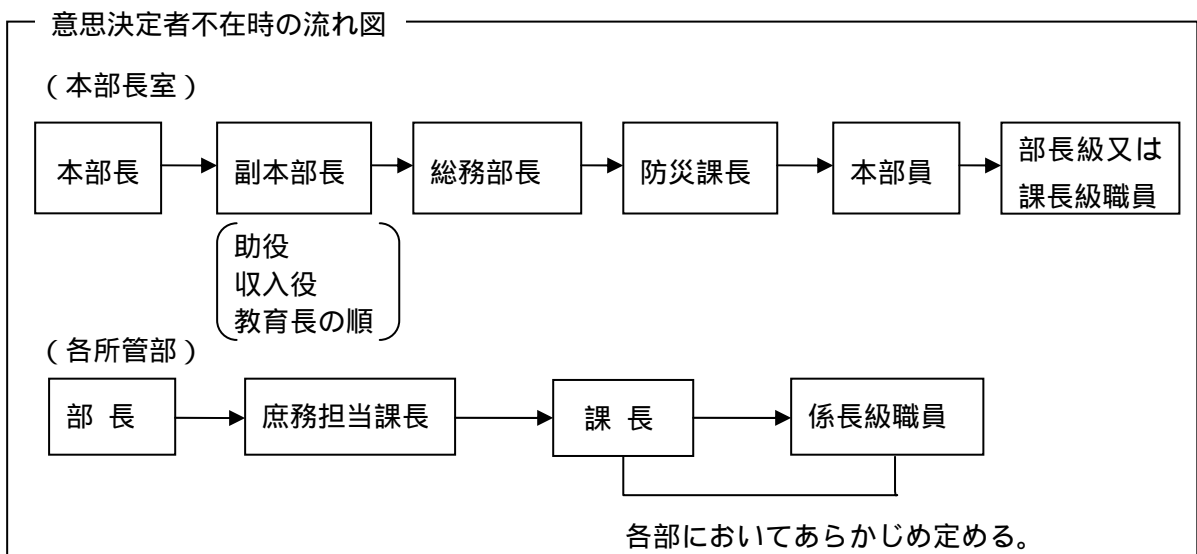 意思決定者不在時の流れ図
（本部長室）
本部長
副本部長
総務部長
防災課長
本部員
部長級又は
課長級職員
助役
収入役
教育長の順
（各所管部）
部 長
庶務担当課長
課 長
係長級職員
各部においてあらかじめ定める。